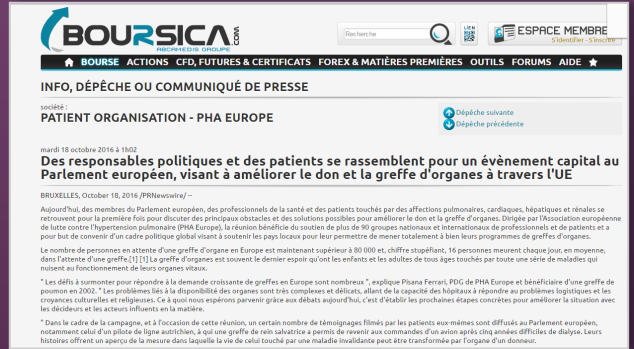 BOURSICA.COM
ABCAMEDIS GROUPE
Recherche
LIEN
ESPACE MEMBRE
S'identifier - S'inscrire
BOURSE ACTIONS CFD, FUTURES & CERTIFICATS FOREX & MATIÈRES PREMIÈRES OUTILS FORUMS AIDE
INFO, DÉPÊCHE OU COMMUNIQUÉ DE PRESSE
société :
PATIENT ORGANISATION - PHA EUROPE
Dépêche suivante
Dépêche précédente
mardi 18 octobre 2016 à 1h02
Des responsables politiques et des patients se rassemblent pour un évènement capital au
Parlement européen, visant à améliorer le don et la greffe d'organes à travers l'UE
BRUXELLES, October 18, 2016 /PRNewswire/ --
Aujourd'hui, des membres du Parlement européen, des professionnels de la santé et des patients touchés par des affections pulmonaires, cardiaques, hépatiques et rénales se
retrouvent pour la première fois pour discuter des principaux obstacles et des solutions possibles pour améliorer le don et la greffe d'organes. Dirigée par l'Association européenne
de lutte contre l'hypertension pulmonaire (PHA Europe), la réunion bénéficie du soutien de plus de 90 groupes nationaux et internationaux de professionnels et de patients et a
pour but de convenir d'un cadre politique global visant à soutenir les pays locaux pour leur permettre de mener totalement à bien leurs programmes de greffes d'organes.
Le nombre de personnes en attente d'une greffe d'organe en Europe est maintenant supérieur à 80 000 et, chiffre stupéfiant, 16 personnes meurent chaque jour, en moyenne,
dans l'attente d'une greffe.[1] [1] La greffe d'organes est souvent le dernier espoir qu'ont les enfants et les adultes de tous âges touchés par toute une série de maladies qui
nuisent au fonctionnement de leurs organes vitaux.
" Les défis à surmonter pour répondre à la demande croissante de greffes en Europe sont nombreux ", explique Pisana Ferrari, PDG de PHA Europe et bénéficiaire d'une greffe de
poumon en 2002. " Les problèmes liés à la disponibilité des organes sont très complexes et délicats, allant de la capacité des hôpitaux à répondre au problèmes logistiques et les
croyances culturelles et religieuses. Ce à quoi nous espérons parvenir grâce aux débats aujourd'hui, c'est d'établir les prochaines étapes concrètes pour améliorer la situation avec
les décideurs et les acteurs influents en la matière.
" Dans le cadre de la campagne, et à l'occasion de cette réunion, un certain nombre de témoignages filmés par les patients eux-mêmes sont diffusés au Parlement européen,
notamment celui d'un pilote de ligne autrichien, à qui une greffe de rein salvatrice a permis de revenir aux commandes d'un avion après cinq années difficiles de dialyse. Leurs
histoires offrent un aperçu de la mesure dans laquelle la vie de celui touché par une maladie invalidante peut être transformée par l'organe d'un donneur.